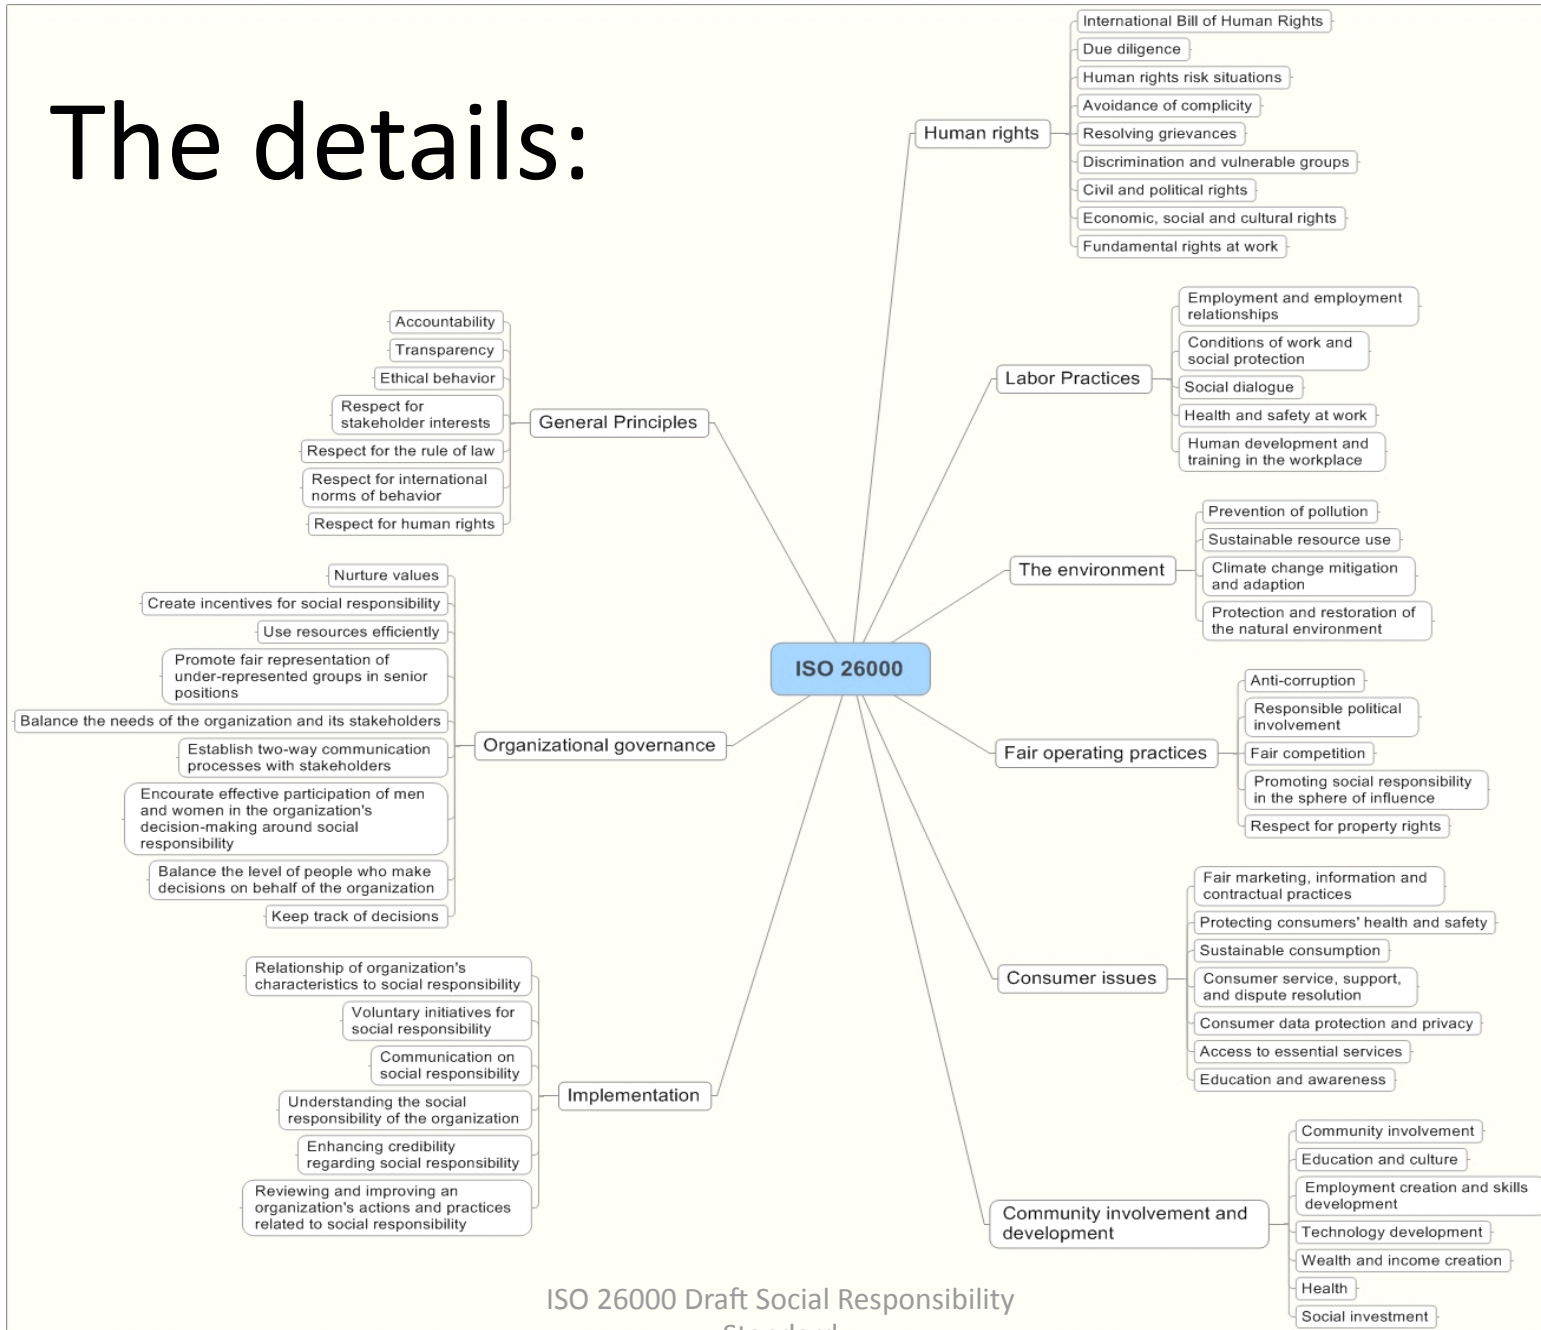 The details:
General Principles
Accountability
Transparency
Ethical behavior
Respect for
stakeholder interests
Respect for the rule of law
Respect for international
norms of behavior
Respect for human rights
Organizational governance
Nurture values
Create incentives for social responsibility
Use resources efficiently
Promote fair representation of
under-represented groups in senior
positions
Balance the needs of the organization and its stakeholders
Establish two-way communication
processes with stakeholders
Encourate effective participation of men
and women in the organization's
decision-making around social
responsibility
Balance the level of people who make
decisions on behalf of the organization
Keep track of decisions
Implementation
Relationship of organization's
characteristics to social responsibility
Voluntary initiatives for
social responsibility
Communication on
social responsibility
Understanding the social
responsibility of the organization
Enhancing credibility
regarding social responsibility
Reviewing and improving an
organization's actions and practices
related to social responsibility
ISO 26000
Human rights
International Bill of Human Rights
Due diligence
Human rights risk situations
Avoidance of complicity
Resolving grievances
Discrimination and vulnerable groups
Civil and political rights
Economic, social and cultural rights
Fundamental rights at work
Labor Practices
Employment and employment
relationships
Conditions of work and
social protection
Social dialogue
Health and safety at work
Human development and
training in the workplace
The environment
Prevention of pollution
Sustainable resource use
Climate change mitigation
and adaption
Protection and restoration of
the natural environment
Fair operating practices
Anti-corruption
Responsible political
involvement
Fair competition
Promoting social responsibility
in the sphere of influence
Respect for property rights
Consumer issues
Fair marketing, information and
contractual practices
Protecting consumers' health and safety
Sustainable consumption
Consumer service, support,
and dispute resolution
Consumer data protection and privacy
Access to essential services
Education and awareness
Community involvement and
development
Community involvement
Education and culture
Employment creation and skills
development
Technology development
Wealth and income creation
Health
Social investment
ISO 26000 Draft Social Responsibility
Standard